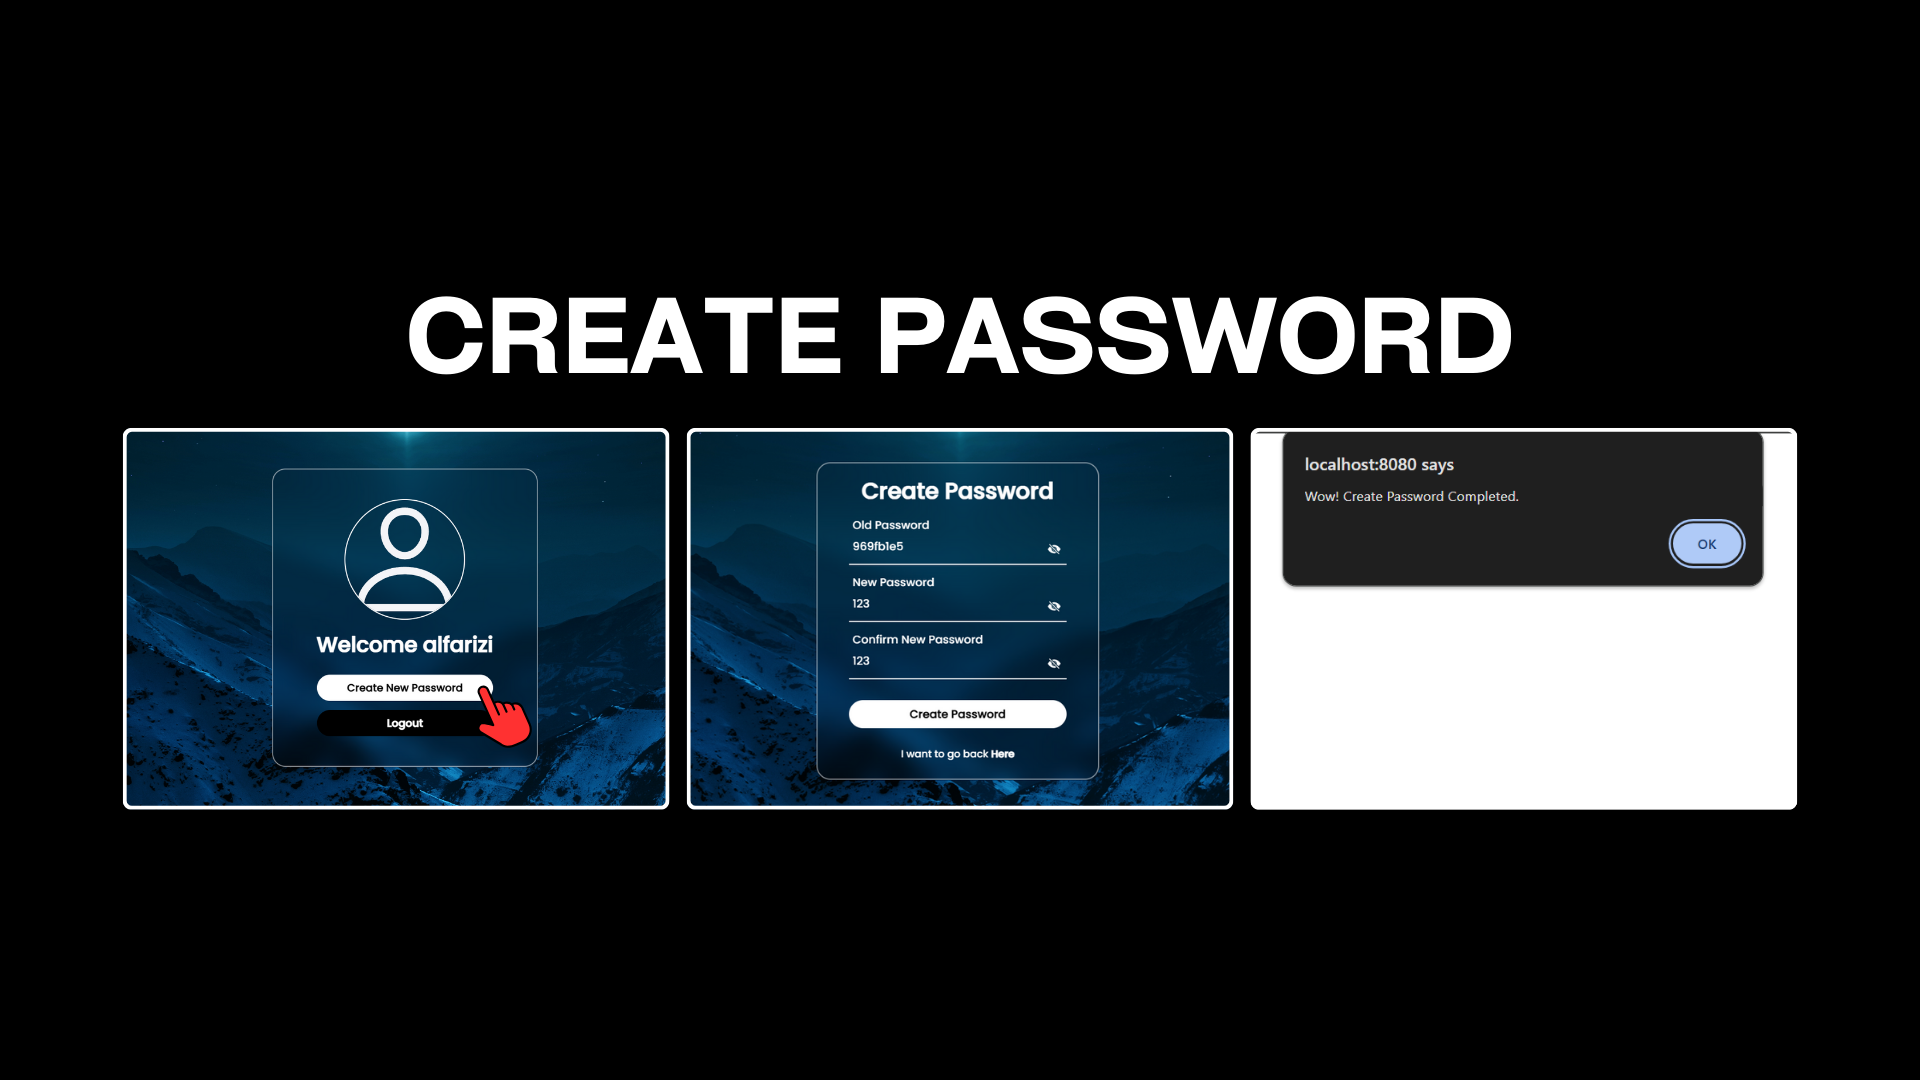 CREATE PASSWORD
Welcome alfarizi
Create New Password
Logout
Create Password
Old Password
969fb1e5
New Password
123
Confirm New Password
123
Create Password
I want to go back Here
localhost:8080 says
Wow! Create Password Completed.
OK